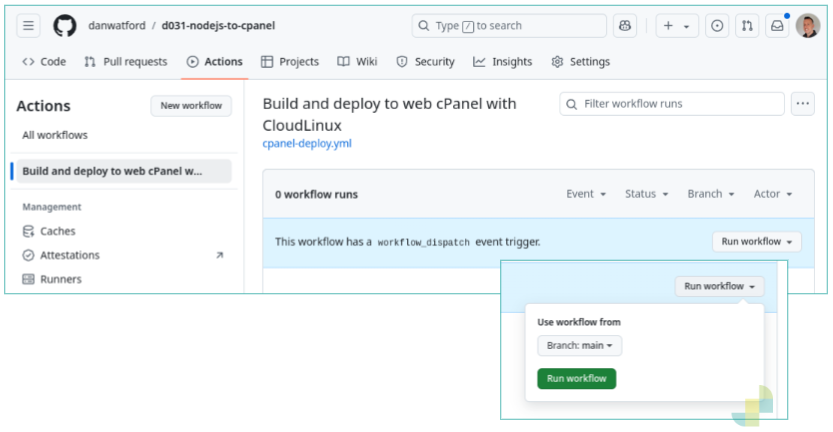 danwatford / d031-nodejs-to-cpanel
Type / to search
Code Pull requests Actions Projects Wiki Security Insights Settings
Actions
New workflow
All workflows
Build and deploy to web cPanel w...
Management
Caches
Attestations
Runners
Build and deploy to web cPanel with
CloudLinux
cpanel-deploy.yml
Filter workflow runs
0 workflow runs
Event Status Branch Actor
This workflow has a workflow_dispatch event trigger.
Run workflow
Run workflow
Use workflow from
Branch: main
Run workflow